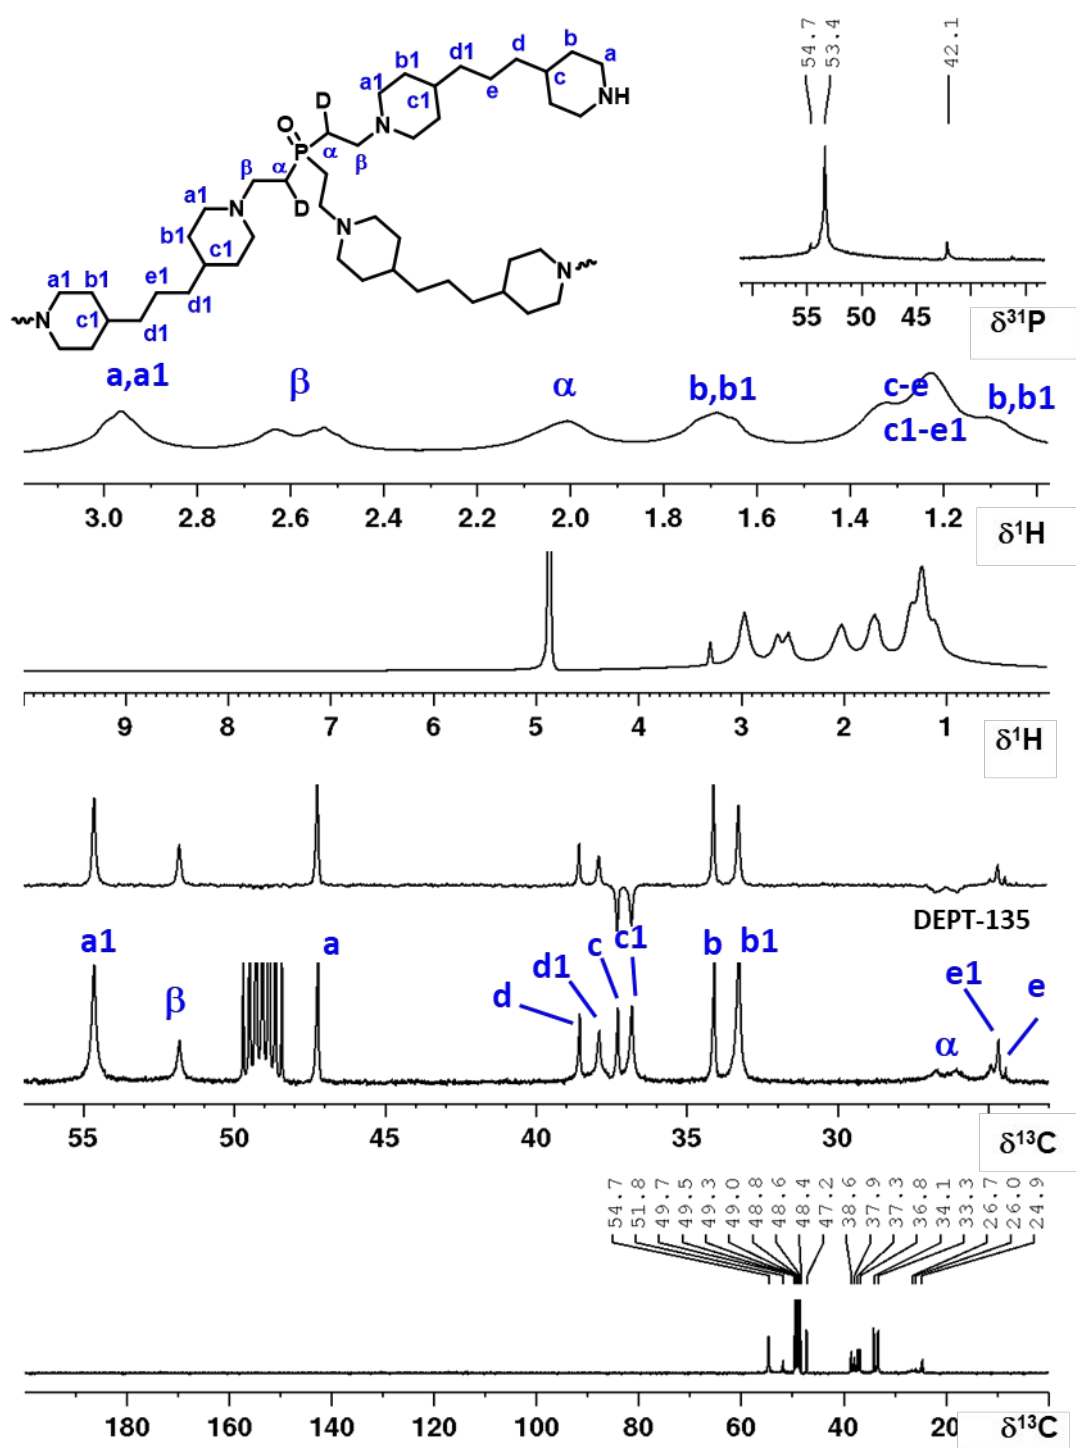 54.7
53.4
42.1
b
d
a
d1
b1
c
a1
e
c1
NH
D
N
O
P
α
β
β
α
a1
N
D
N
b1
c1
a1
b1
e1
d1
N
c1
d1
N
55 50 45
δ³¹P
a,a1
β
α
b,b1
c-e
b,b1
c1-e1
3.0 2.8 2.6 2.4 2.2 2.0 1.8 1.6 1.4 1.2
δ¹H
9 8 7 6 5 4 3 2 1
δ¹H
DEPT-135
a1
β
a
d
d1
c
c1
b
b1
α
e1
e
55 50 45 40 35 30
δ¹³C
54.7
51.8
49.7
49.5
49.3
49.0
48.8
48.6
48.4
47.2
38.6
37.9
37.3
36.8
34.1
33.3
26.7
26.0
24.9
180 160 140 120 100 80 60 40 20
δ¹³C